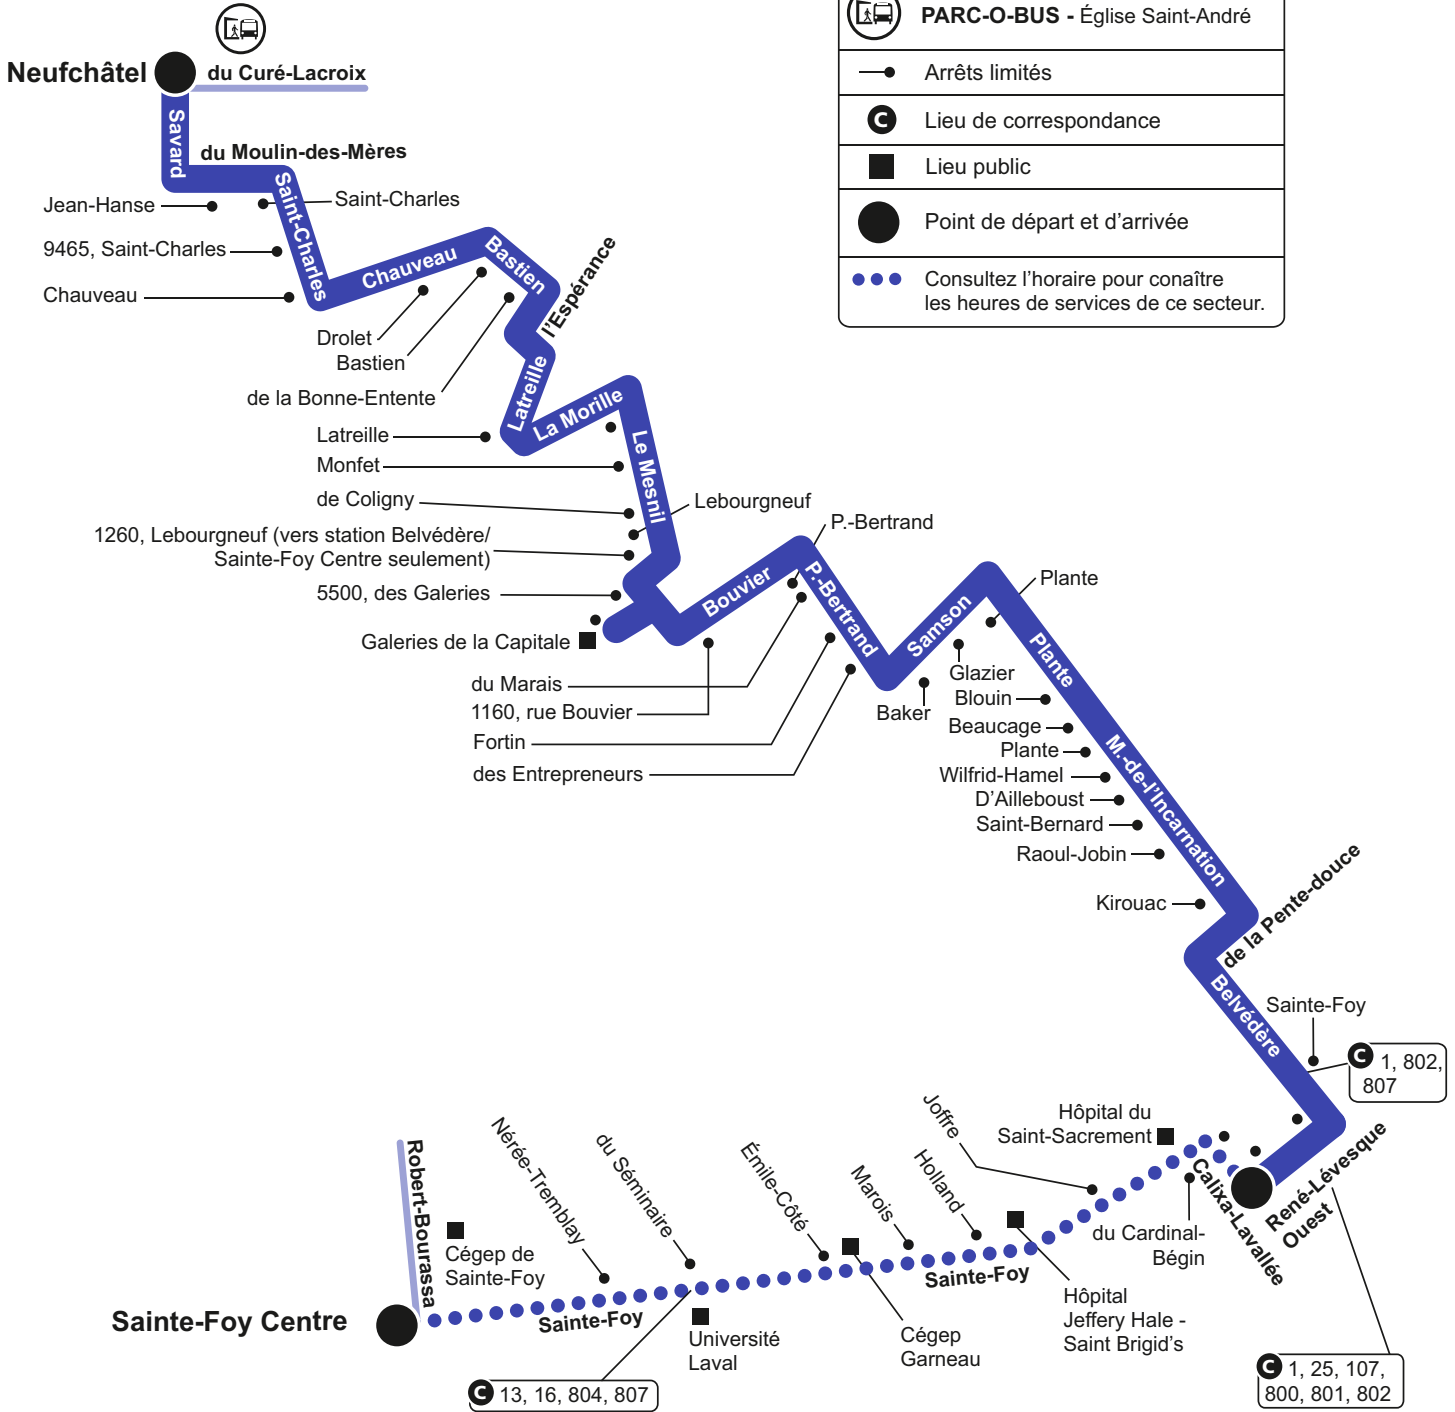 PARC-O-BUS - Église Saint-André
Arrêts limités
C Lieu de correspondance
Lieu public
Point de départ et d'arrivée
Consultez l'horaire pour conaître
les heures de services de ce secteur.
Neufchâtel
du Curé-Lacroix
Savard
du Moulin-des-Mères
Jean-Hanse
Saint-Charles
Saint-Charles
9465, Saint-Charles
Chauveau
Chauveau
Bastien
l'Espérance
Drolet
Bastien
de la Bonne-Entente
Latreille
La Morille
Latreille
Monfet
Le Mesnil
de Coligny
Lebourgneuf
1260, Lebourgneuf (vers station Belvédère/
Sainte-Foy Centre seulement)
5500, des Galeries
Galeries de la Capitale
Bouvier
P.-Bertrand
P.-Bertrand
du Marais
1160, rue Bouvier
Fortin
des Entrepreneurs
Samson
Plante
Plante
Baker
Glazier
Blouin
Beaucage
Plante
Wilfrid-Hamel
D'Ailleboust
Saint-Bernard
Raoul-Jobin
M.-de-l'Incarnation
Kirouac
de la Pente-douce
Belvédère
Sainte-Foy
C 1, 802,
807
René-Lévesque
Ouest
Calixa-Lavallée
C 1, 25, 107,
800, 801, 802
Hôpital du
Saint-Sacrement
du Cardinal-
Bégin
Joffre
Holland
Hôpital
Jeffery Hale -
Saint Brigid's
Sainte-Foy
Marois
Cégep
Garneau
Émile-Côté
du Séminaire
Université
Laval
C 13, 16, 804, 807
Nérée-Tremblay
Sainte-Foy
Cégep de
Sainte-Foy
Robert-Bourassa
Sainte-Foy Centre